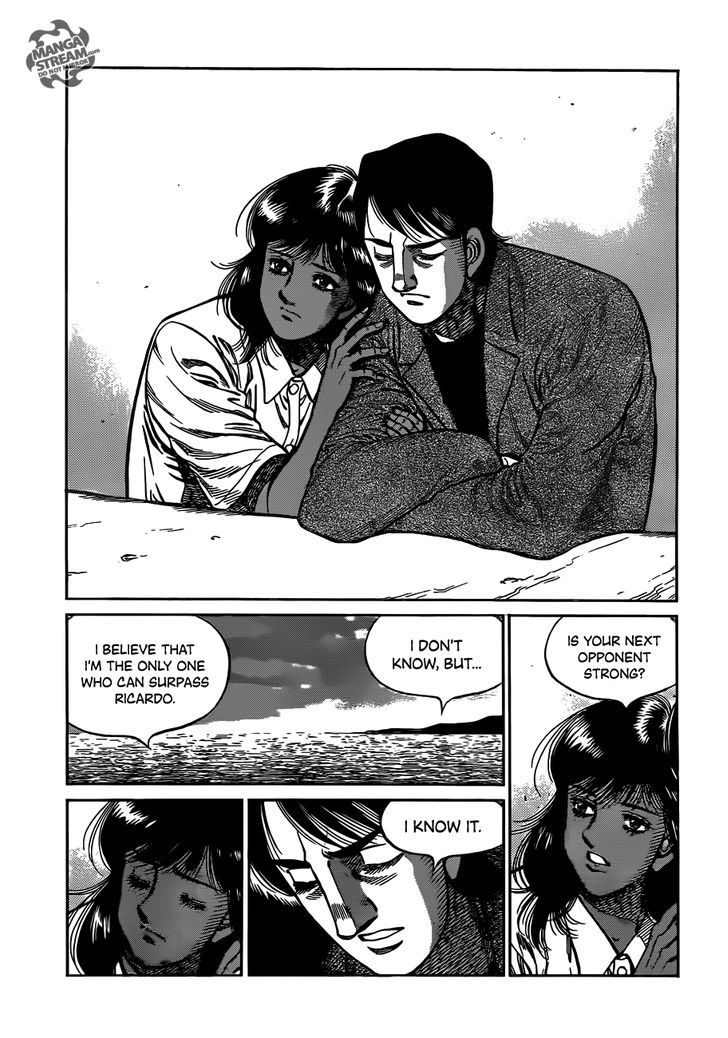 MANGA
STREAM.com
DO NOT MIRROR
IS YOUR NEXT
OPPONENT
STRONG?
I DON'T
KNOW, BUT...
I BELIEVE THAT
I'M THE ONLY ONE
WHO CAN SURPASS
RICARDO.
I KNOW IT.